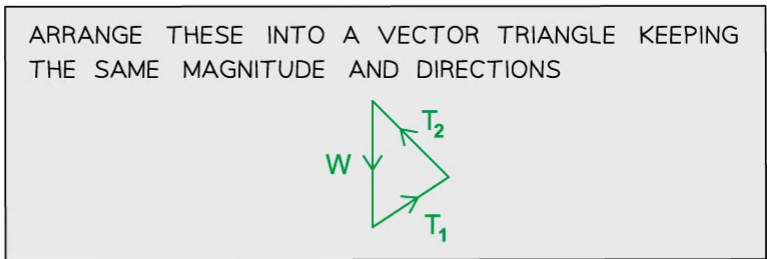 ARRANGE THESE INTO A VECTOR TRIANGLE KEEPING
THE SAME MAGNITUDE AND DIRECTIONS
T₂
W
T₁